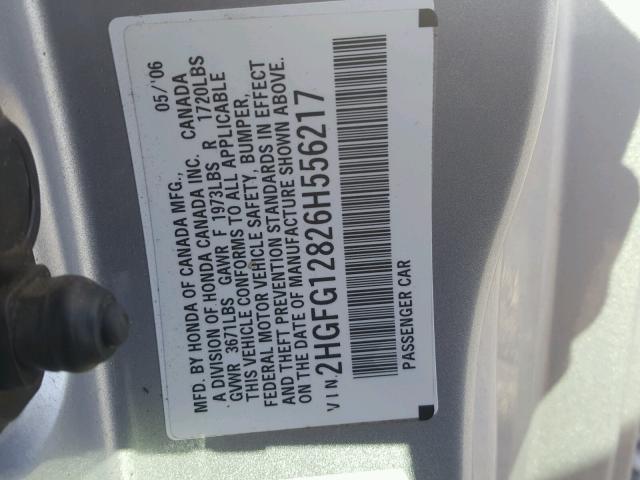 MFD. BY HONDA OF CANADA MFG., 05/'06
A DIVISION OF HONDA CANADA INC. CANADA
GVWR 3671LBS GAWR F 1973LBS R 1720LBS
THIS VEHICLE CONFORMS TO ALL APPLICABLE
FEDERAL MOTOR VEHICLE SAFETY, BUMPER,
AND THEFT PREVENTION STANDARDS IN EFFECT
ON THE DATE OF MANUFACTURE SHOWN ABOVE.
VIN. 2HGFG12826H556217
PASSENGER CAR